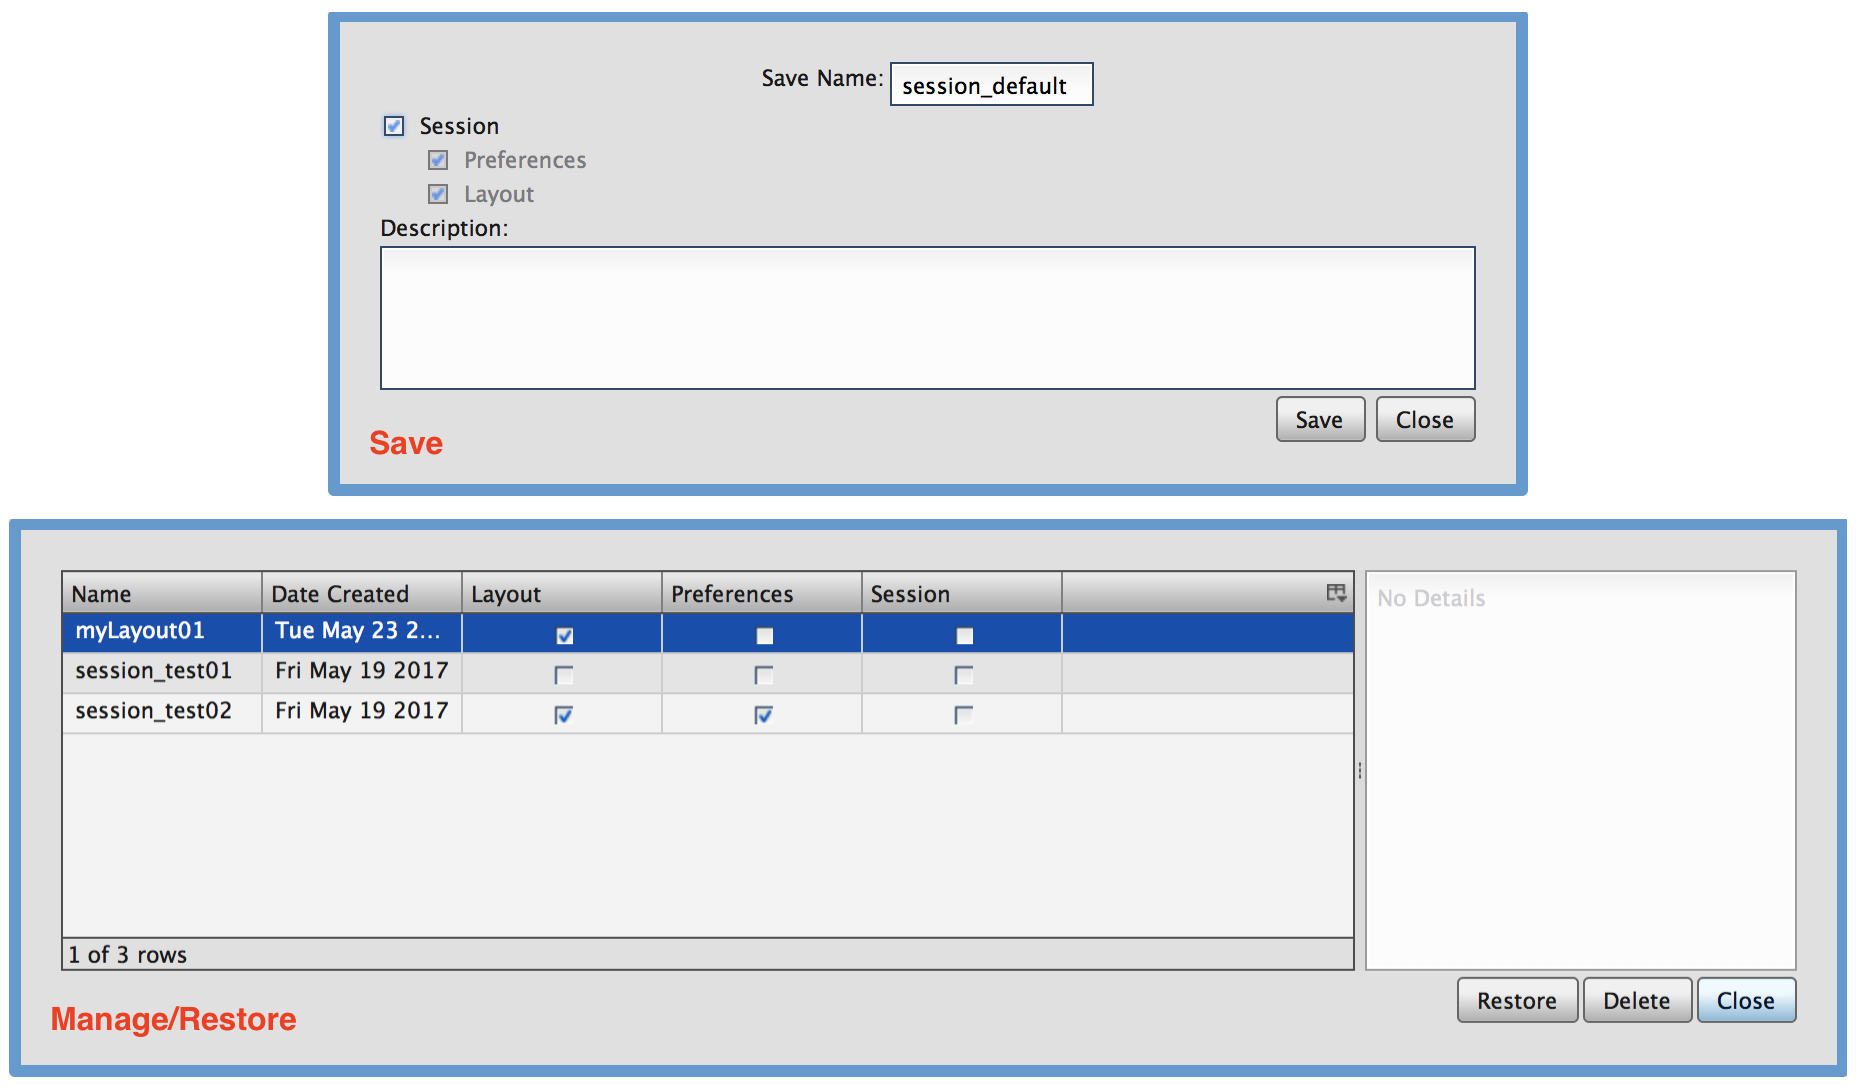 Save Name: session_default
Session
Preferences
Layout
Description:
Save Close
Save
Name Date Created Layout Preferences Session
myLayout01 Tue May 23 2...
session_test01 Fri May 19 2017
session_test02 Fri May 19 2017
No Details
1 of 3 rows
Restore Delete Close
Manage/Restore